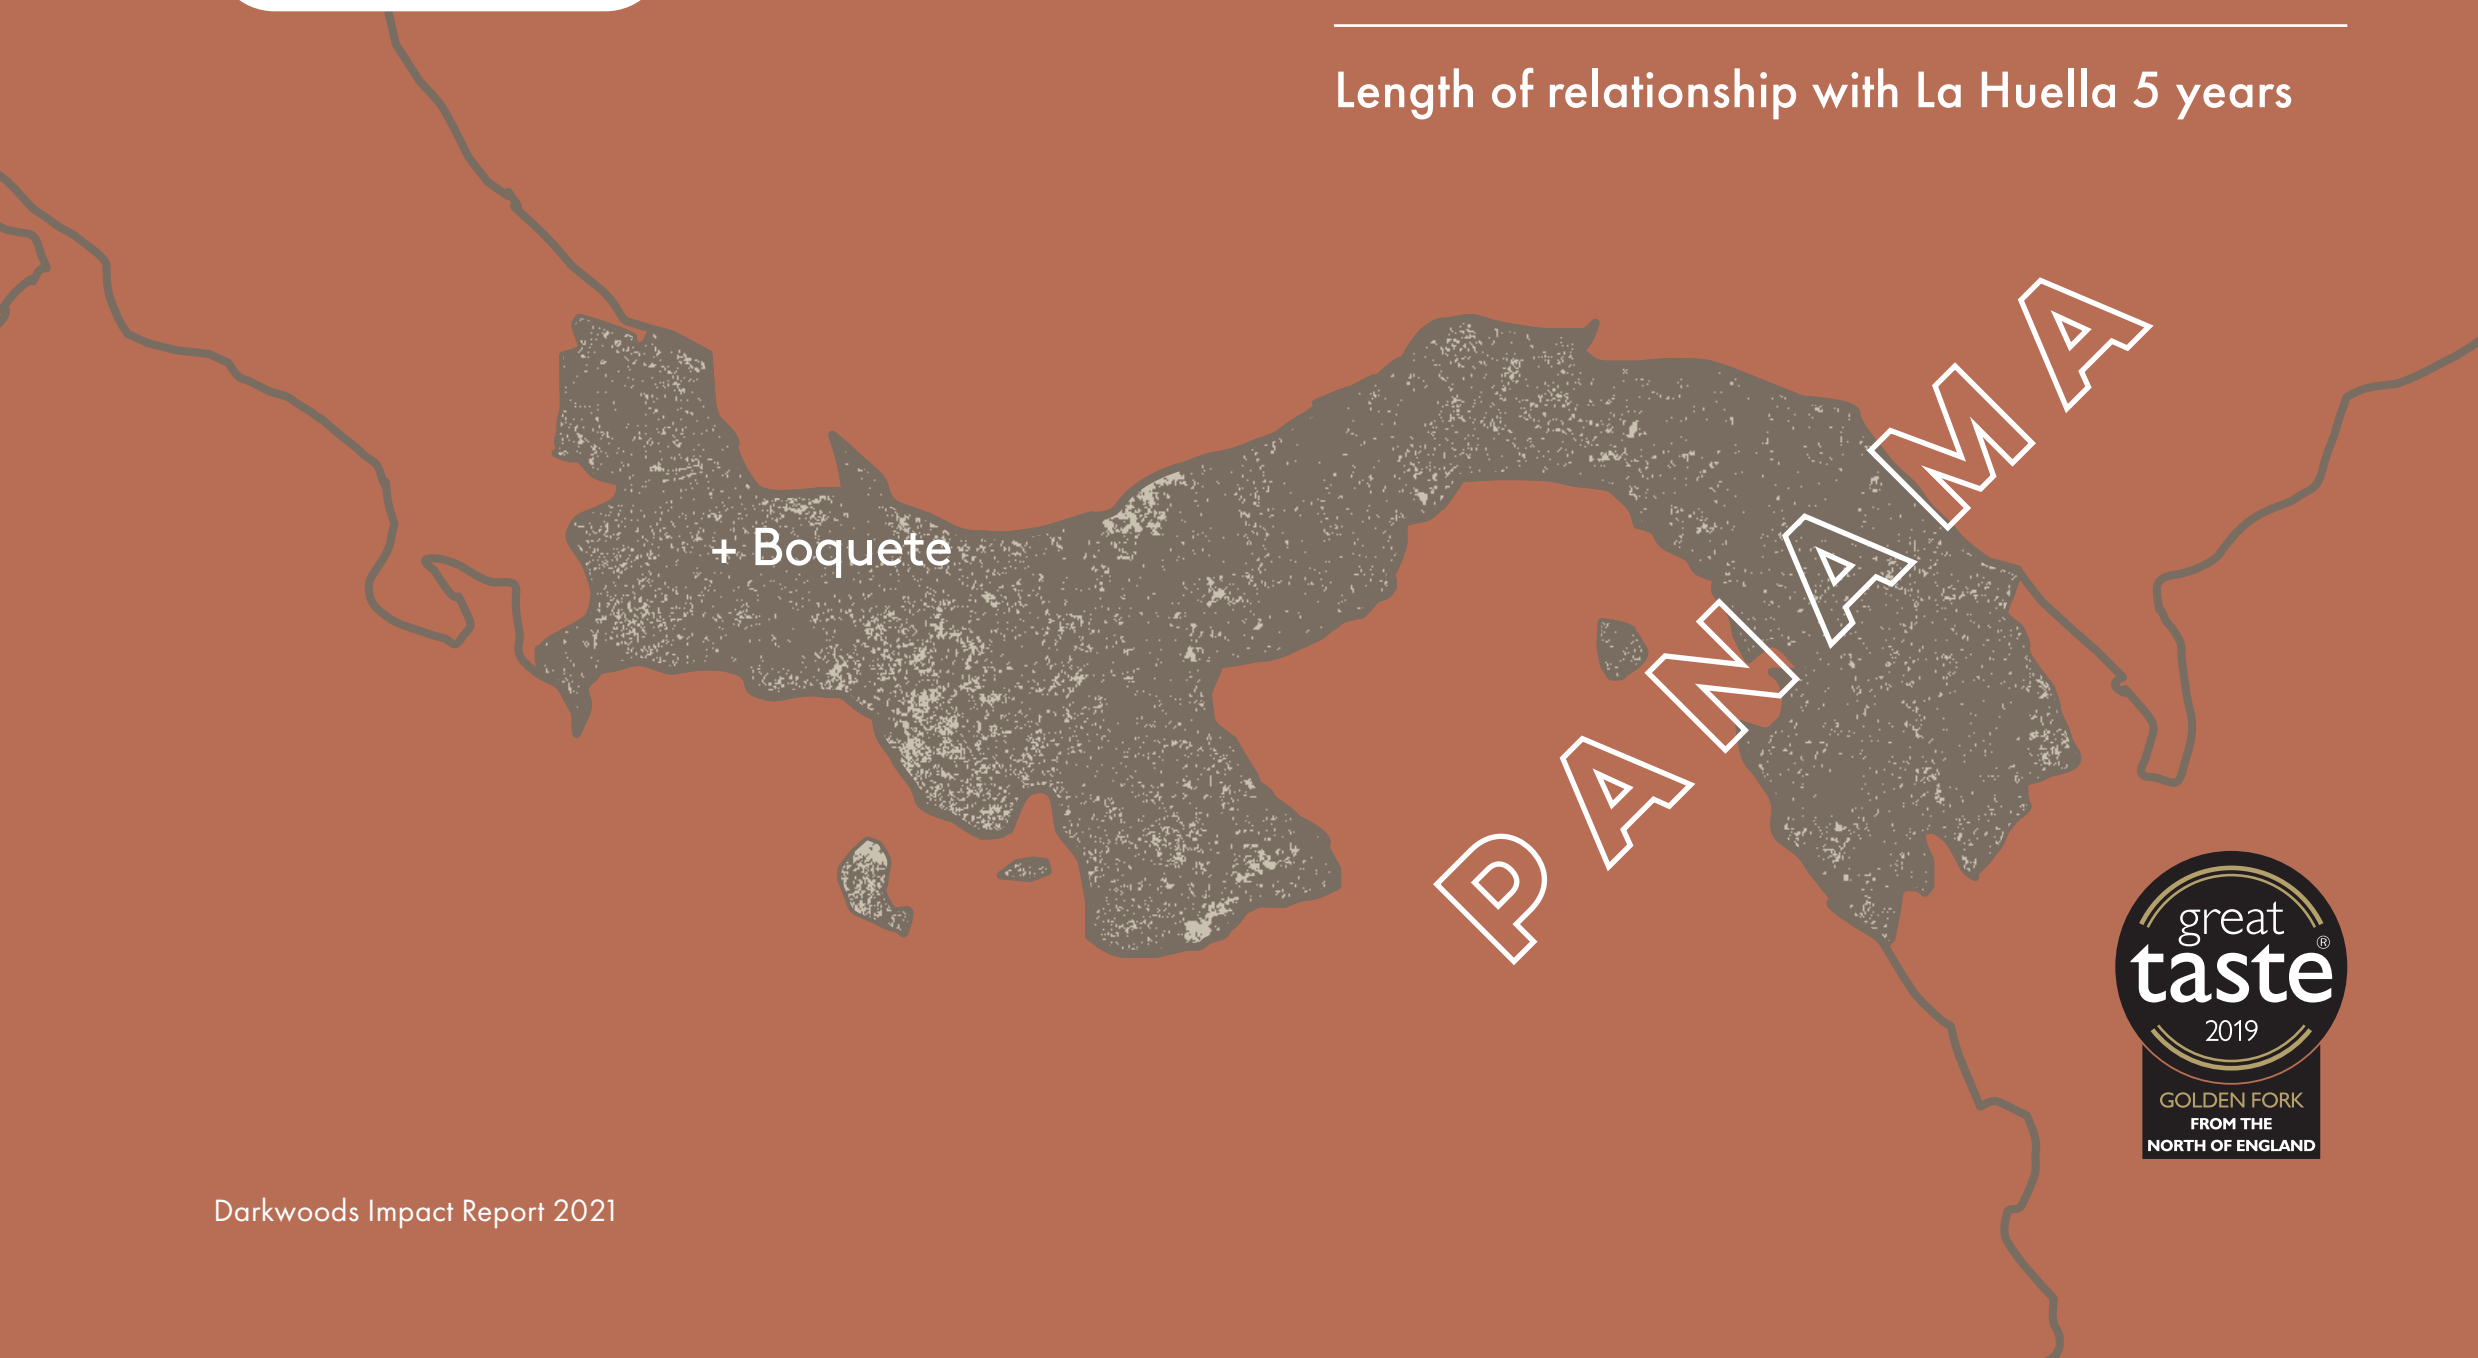 Length of relationship with La Huella 5 years
+ Boquete
PANAMA
great
taste®
2019
GOLDEN FORK
FROM THE
NORTH OF ENGLAND
Darkwoods Impact Report 2021